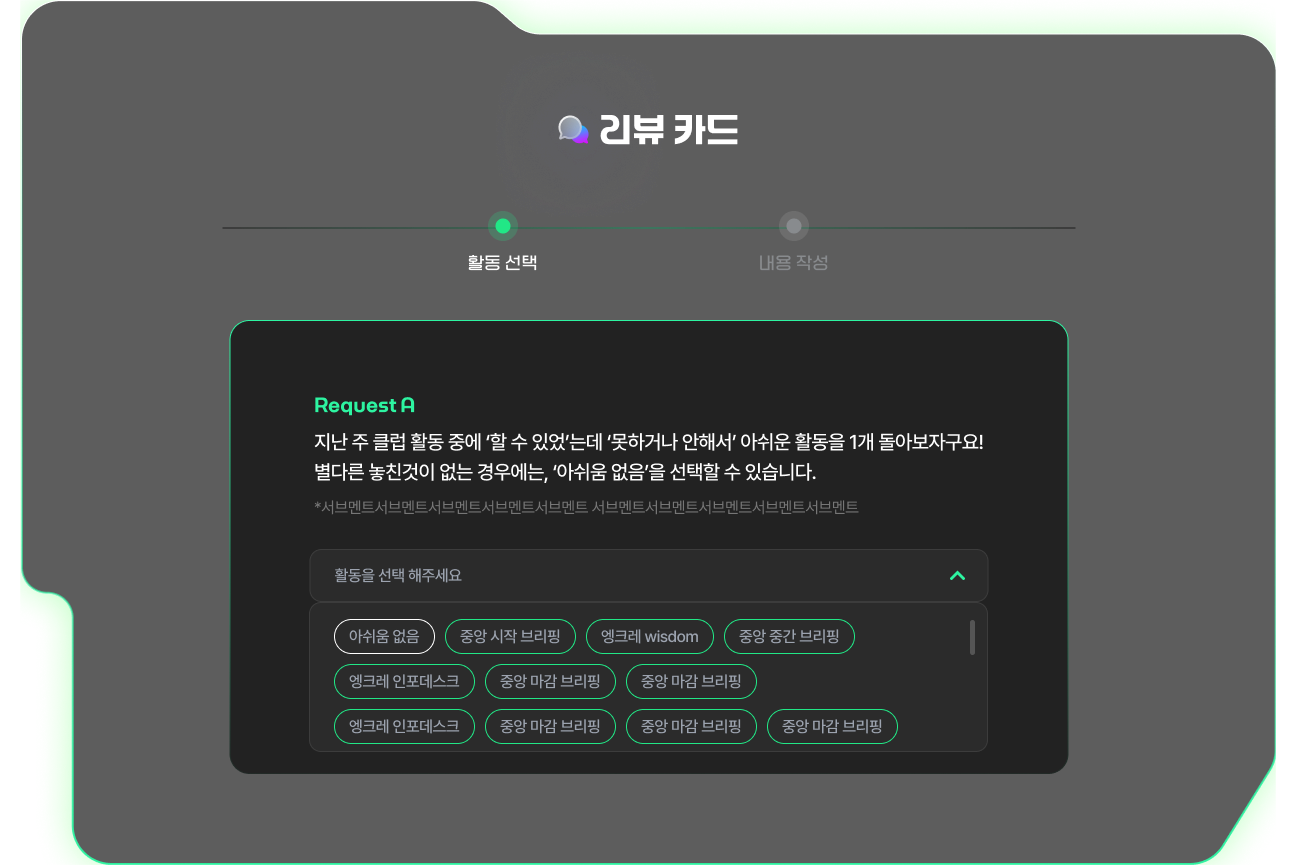 리뷰 카드
활동 선택
내용 작성
Request A
지난 주 클럽 활동 중에 ‘할 수 있었’는데 ‘못하거나 안해서’ 아쉬운 활동을 1개 돌아보자구요!
별다른 놓친것이 없는 경우에는, ‘아쉬움 없음’을 선택할 수 있습니다.
*서브멘트서브멘트서브멘트서브멘트서브멘트 서브멘트서브멘트서브멘트서브멘트서브멘트
활동을 선택 해주세요
아쉬움 없음 중앙 시작 브리핑 엥크레 wisdom 중앙 중간 브리핑
엥크레 인포데스크 중앙 마감 브리핑 중앙 마감 브리핑
엥크레 인포데스크 중앙 마감 브리핑 중앙 마감 브리핑 중앙 마감 브리핑